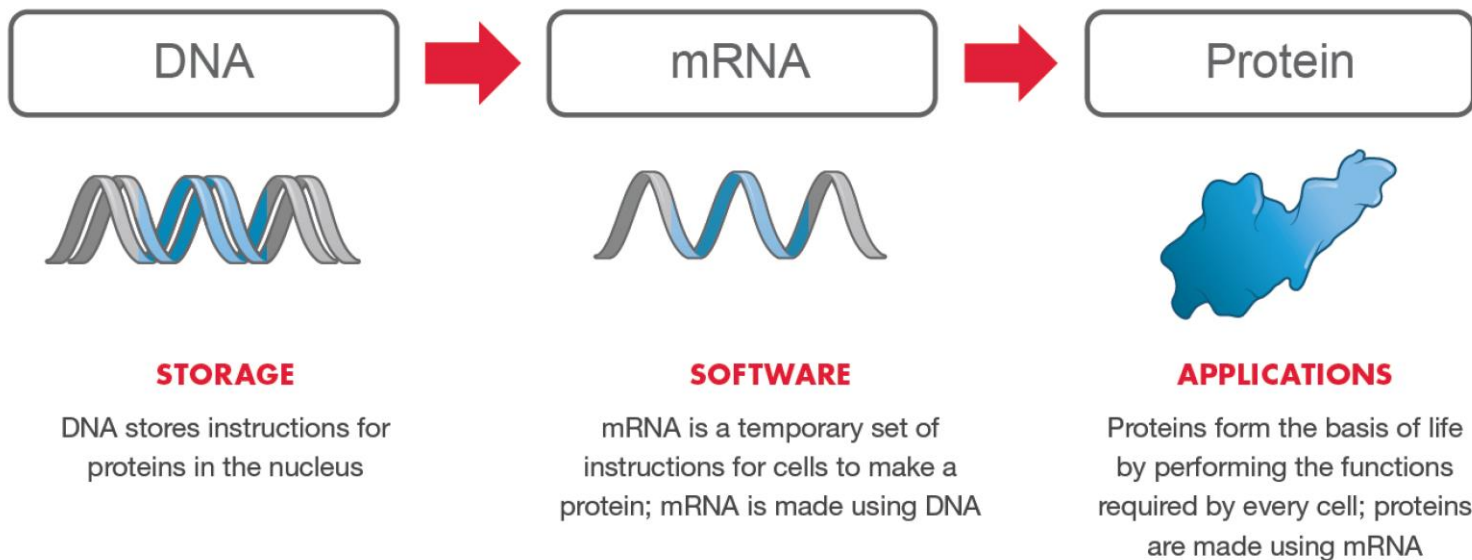 DNA
mRNA
Protein
STORAGE
DNA stores instructions for
proteins in the nucleus
SOFTWARE
mRNA is a temporary set of
instructions for cells to make a
protein; mRNA is made using DNA
APPLICATIONS
Proteins form the basis of life
by performing the functions
required by every cell; proteins
are made using mRNA